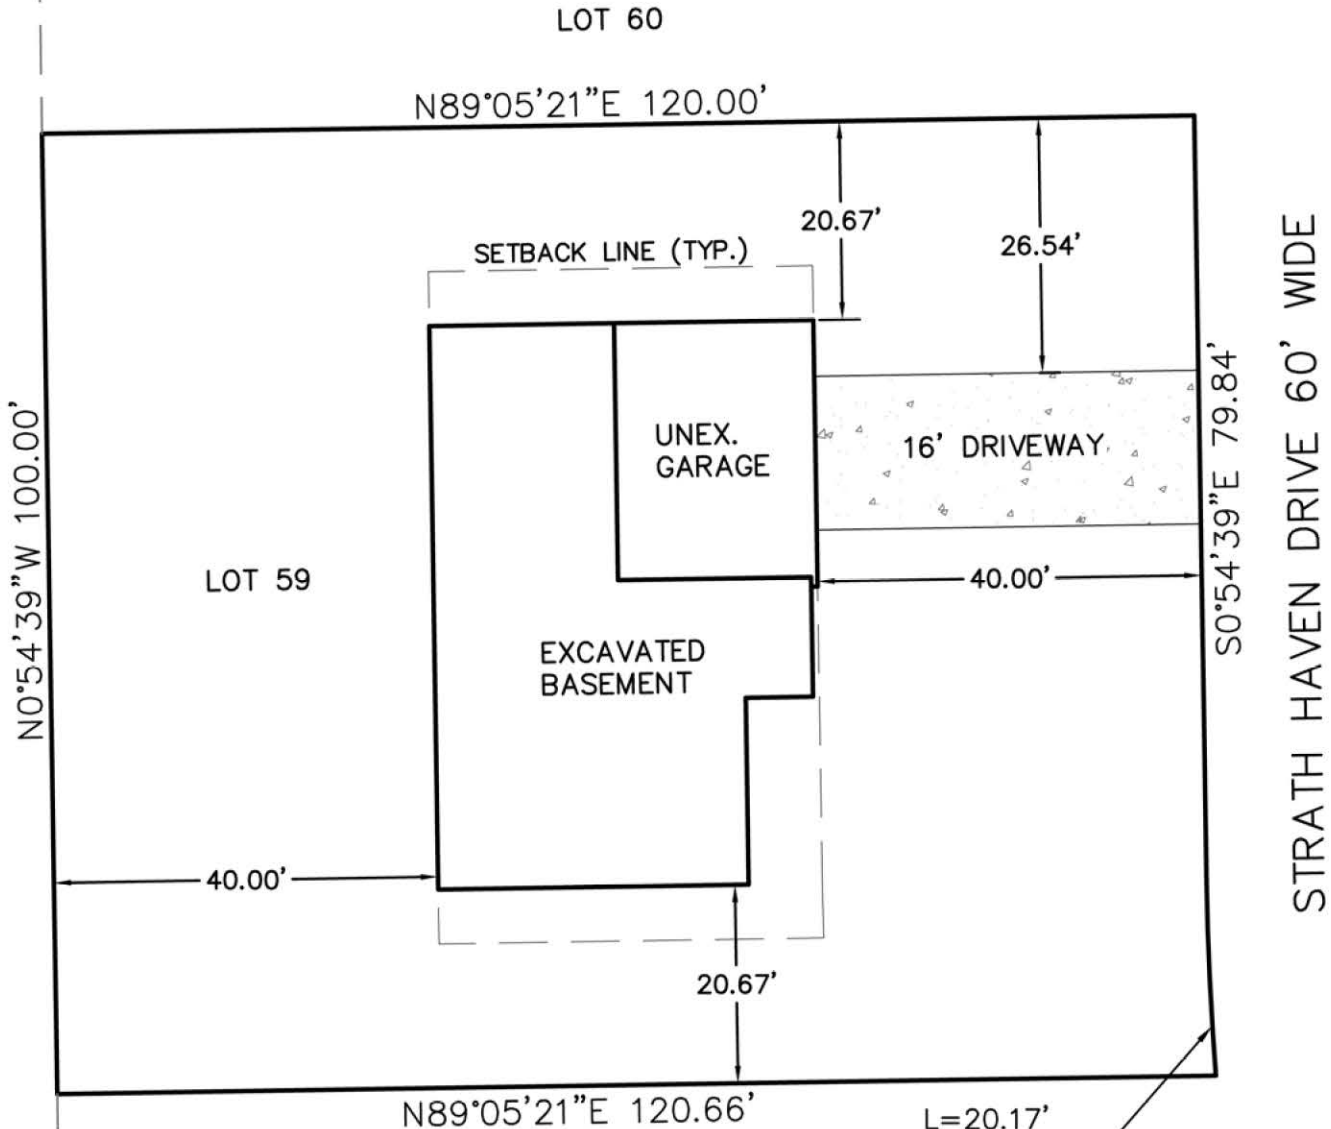 LOT 60
N89°05'21"E 120.00'
20.67'
26.54'
SETBACK LINE (TYP.)
STRATH HAVEN DRIVE 60' WIDE
S0°54'39"E 79.84'
N0°54'39"W 100.00'
UNEX.
GARAGE
16' DRIVEWAY
LOT 59
40.00'
EXCAVATED
BASEMENT
40.00'
20.67'
N89°05'21"E 120.66'
L=20.17'